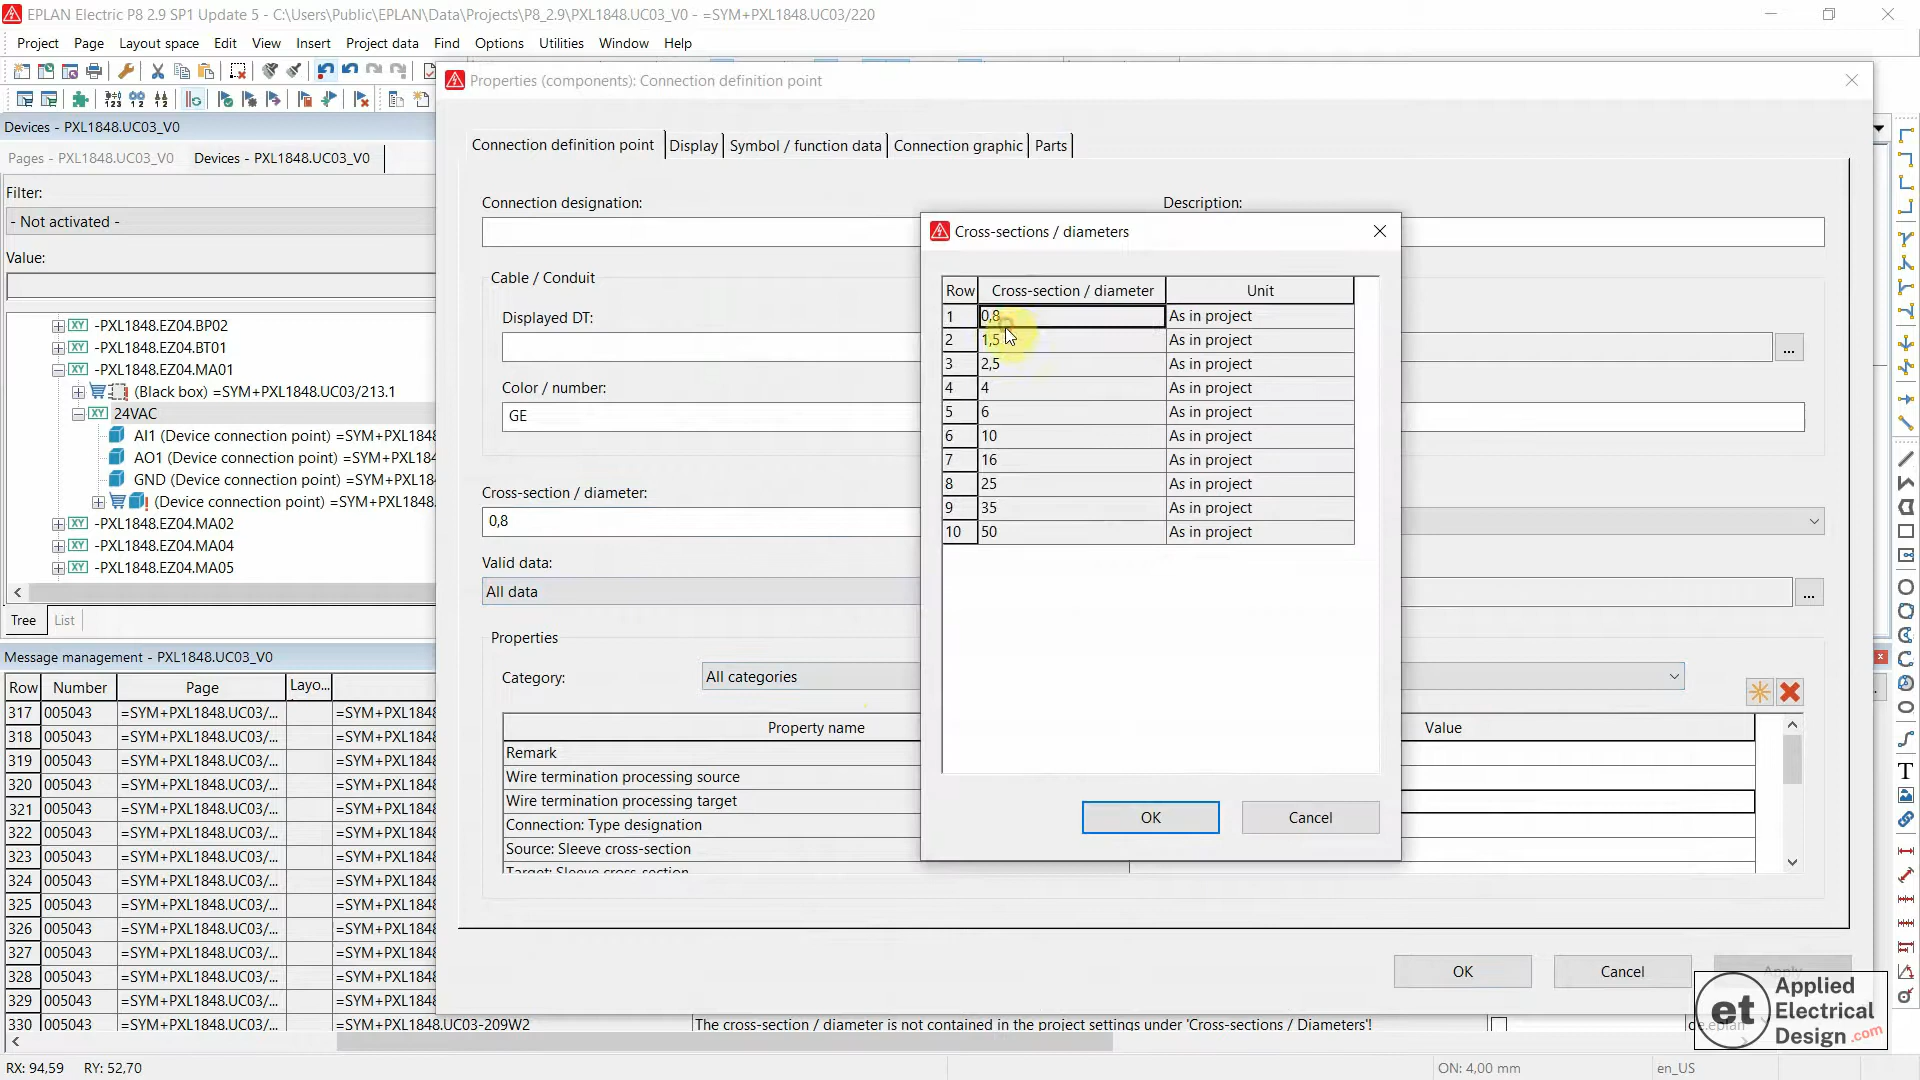 EPLAN Electric P8 2.9 SP1 Update 5 - C:\Users\Public\EPLAN\Data\Projects\P8_2.9\PXL1848.UC03_V0 - =SYM+PXL1848.UC03/220
Project Page Layout space Edit View Insert Project data Find Options Utilities Window Help
Properties (components): Connection definition point
Devices - PXL1848.UC03_V0
Pages - PXL1848.UC03_V0 Devices - PXL1848.UC03_V0
Connection definition point Display Symbol / function data Connection graphic Parts
Filter:
- Not activated -
Value:
Connection designation: Description:
Cable / Conduit
Displayed DT:
...
Color / number:
GE
Cross-section / diameter:
0,8
Valid data:
All data
...
Properties
Category: All categories
Property name Value
Remark
Wire termination processing source
Wire termination processing target
Connection: Type designation
Source: Sleeve cross-section
Target: Sleeve cross-section
OK Cancel Apply
Cross-sections / diameters
Row Cross-section / diameter Unit
1 0,8 As in project
2 1,5 As in project
3 2,5 As in project
4 4 As in project
5 6 As in project
6 10 As in project
7 16 As in project
8 25 As in project
9 35 As in project
10 50 As in project
OK Cancel
-PXL1848.EZ04.BP02
-PXL1848.EZ04.BT01
-PXL1848.EZ04.MA01
(Black box) =SYM+PXL1848.UC03/213.1
24VAC
AI1 (Device connection point) =SYM+PXL1848
AO1 (Device connection point) =SYM+PXL184
GND (Device connection point) =SYM+PXL184
(Device connection point) =SYM+PXL1848.
-PXL1848.EZ04.MA02
-PXL1848.EZ04.MA04
-PXL1848.EZ04.MA05
Tree List
Message management - PXL1848.UC03_V0
Row Number Page Layo...
317 005043 =SYM+PXL1848.UC03/... =SYM+PXL1848
318 005043 =SYM+PXL1848.UC03/... =SYM+PXL1848
319 005043 =SYM+PXL1848.UC03/... =SYM+PXL1848
320 005043 =SYM+PXL1848.UC03/... =SYM+PXL1848
321 005043 =SYM+PXL1848.UC03/... =SYM+PXL1848
322 005043 =SYM+PXL1848.UC03/... =SYM+PXL1848
323 005043 =SYM+PXL1848.UC03/... =SYM+PXL1848
324 005043 =SYM+PXL1848.UC03/... =SYM+PXL1848
325 005043 =SYM+PXL1848.UC03/... =SYM+PXL1848
326 005043 =SYM+PXL1848.UC03/... =SYM+PXL1848
327 005043 =SYM+PXL1848.UC03/... =SYM+PXL1848
328 005043 =SYM+PXL1848.UC03/... =SYM+PXL1848
329 005043 =SYM+PXL1848.UC03/... =SYM+PXL1848
330 005043 =SYM+PXL1848.UC03/... =SYM+PXL1848.UC03-209W2 The cross-section / diameter is not contained in the project settings under 'Cross-sections / Diameters'! de.eplan
et Applied
Electrical
Design.com
RX: 94,59 RY: 52,70 ON: 4,00 mm en_US